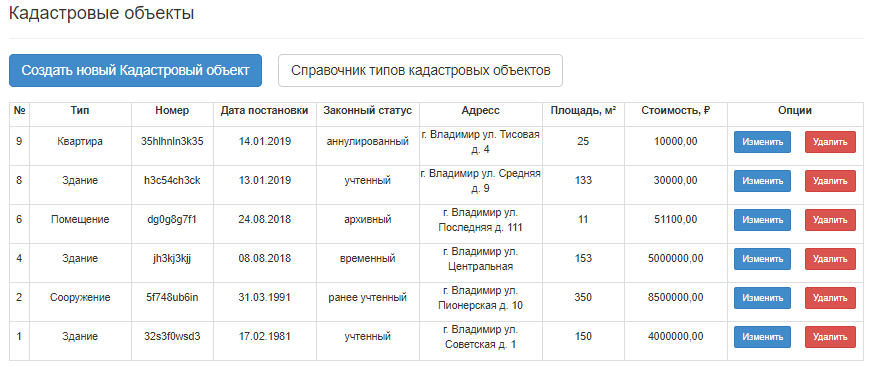 Кадастровые объекты
Создать новый Кадастровый объект Справочник типов кадастровых объектов
№ Тип Номер Дата постановки Законный статус Адресс Площадь, м² Стоимость, ₽ Опции
9 Квартира 35hlhnln3k35 14.01.2019 аннулированный г. Владимир ул. Тисовая д. 4 25 10000,00 Изменить Удалить
8 Здание h3c54ch3ck 13.01.2019 учтенный г. Владимир ул. Средняя д. 9 133 30000,00 Изменить Удалить
6 Помещение dg0g8g7f1 24.08.2018 архивный г. Владимир ул. Последняя д. 111 11 51100,00 Изменить Удалить
4 Здание jh3kj3kjj 08.08.2018 временный г. Владимир ул. Центральная 153 5000000,00 Изменить Удалить
2 Сооружение 5f748ub6in 31.03.1991 ранее учтенный г. Владимир ул. Пионерская д. 10 350 8500000,00 Изменить Удалить
1 Здание 32s3f0wsd3 17.02.1981 учтенный г. Владимир ул. Советская д. 1 150 4000000,00 Изменить Удалить